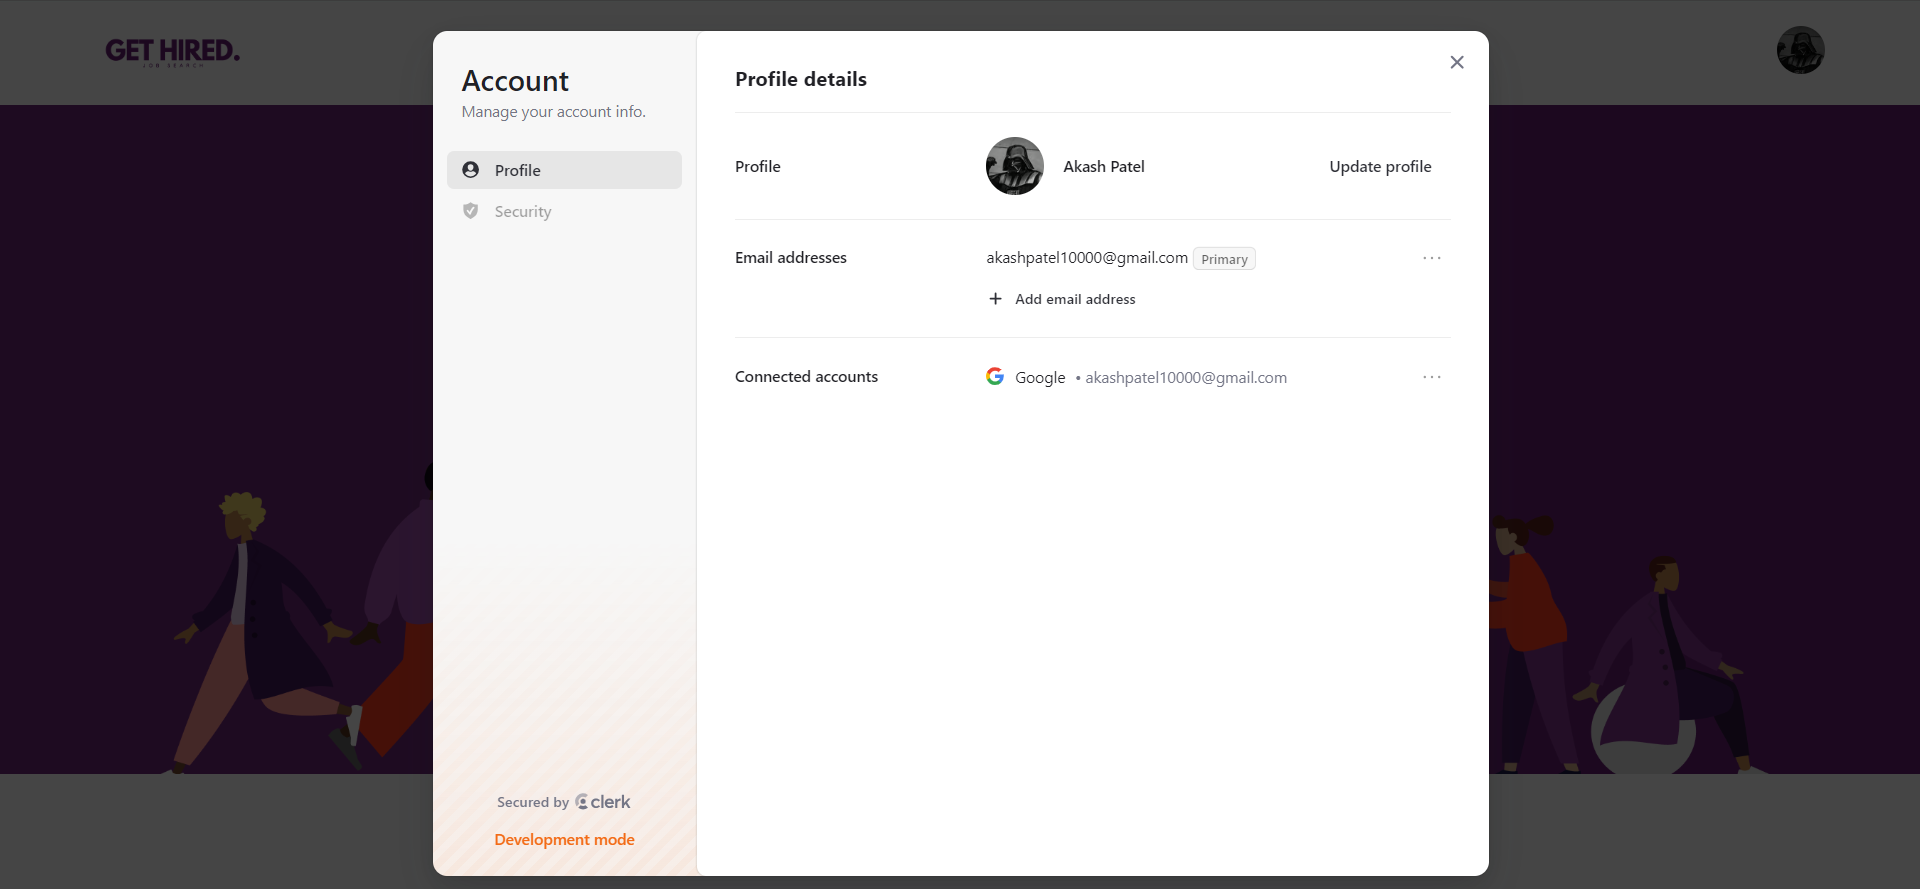 GET HIRED.
JOB SEARCH
Account
Manage your account info.
Profile
Security
Secured by clerk
Development mode
Profile details
Profile
Akash Patel
Update profile
Email addresses
akashpatel10000@gmail.com Primary
Add email address
Connected accounts
Google • akashpatel10000@gmail.com